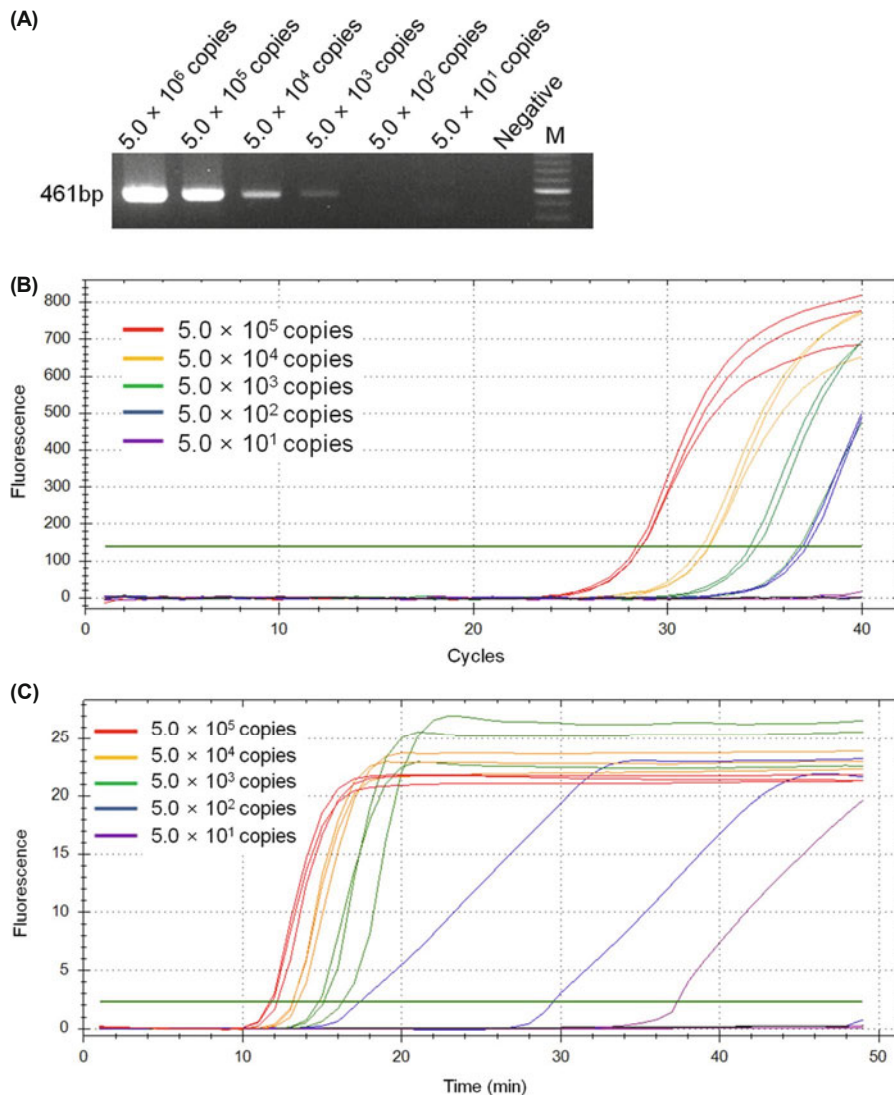 (A)
5.0 × 10⁶ copies
5.0 × 10⁵ copies
5.0 × 10⁴ copies
5.0 × 10³ copies
5.0 × 10² copies
5.0 × 10¹ copies
Negative
M
461bp
(B)
800
700
600
500
400
300
200
100
0
Fluorescence
5.0 × 10⁵ copies
5.0 × 10⁴ copies
5.0 × 10³ copies
5.0 × 10² copies
5.0 × 10¹ copies
0 10 20 30 40
Cycles
(C)
25
20
15
10
5
0
Fluorescence
5.0 × 10⁵ copies
5.0 × 10⁴ copies
5.0 × 10³ copies
5.0 × 10² copies
5.0 × 10¹ copies
0 10 20 30 40 50
Time (min)